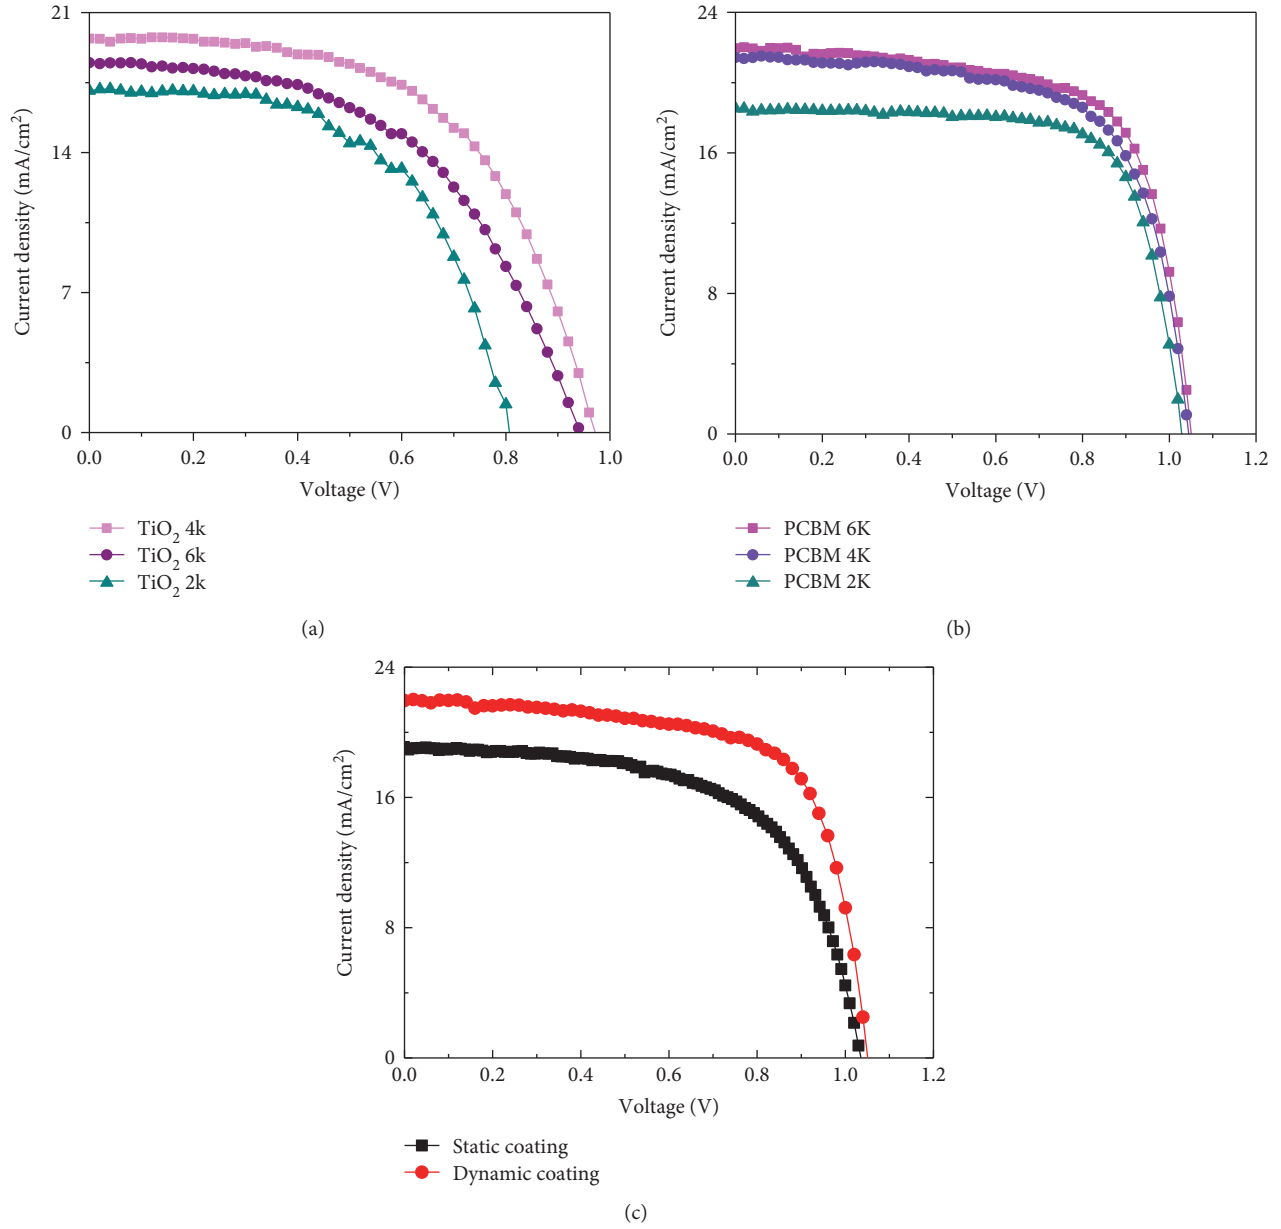 21
14
7
0
Current density (mA/cm2)
0.0 0.2 0.4 0.6 0.8 1.0
Voltage (V)
TiO2 4k
TiO2 6k
TiO2 2k
(a)
24
16
8
0
Current density (mA/cm2)
0.0 0.2 0.4 0.6 0.8 1.0 1.2
Voltage (V)
PCBM 6K
PCBM 4K
PCBM 2K
(b)
24
16
8
0
Current density (mA/cm2)
0.0 0.2 0.4 0.6 0.8 1.0 1.2
Voltage (V)
Static coating
Dynamic coating
(c)